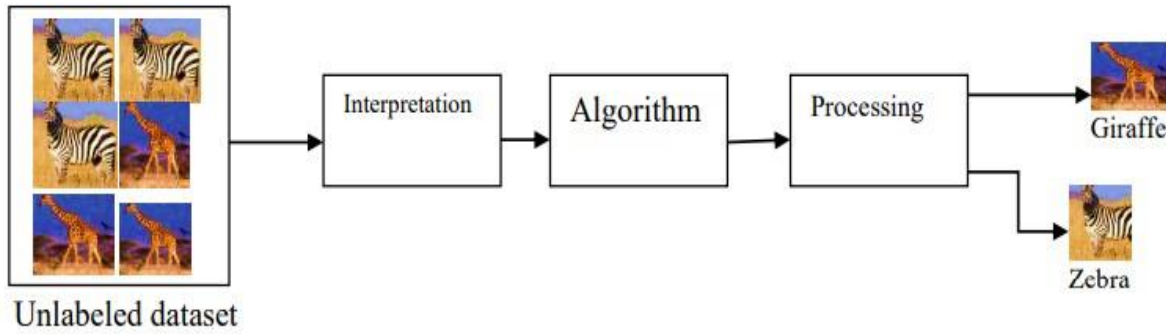 Interpretation
Algorithm
Processing
Giraffe
Zebra
Unlabeled dataset